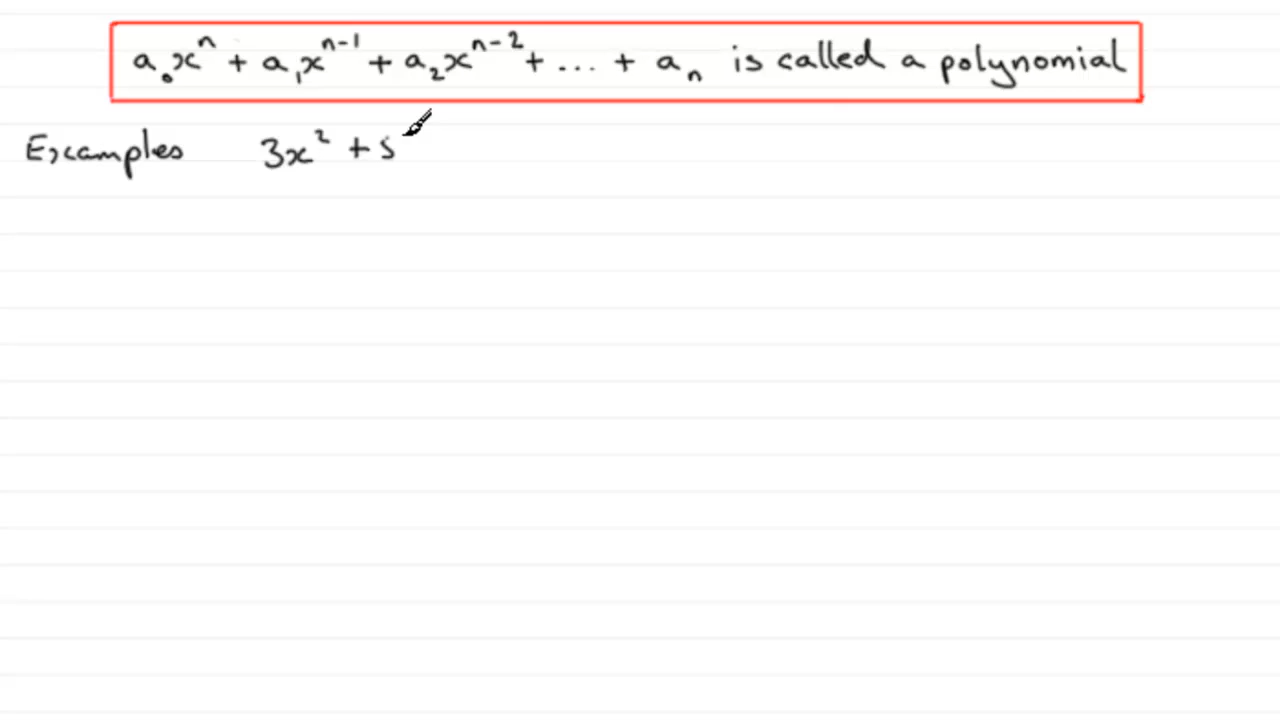 a₀xⁿ + a₁xⁿ⁻¹ + a₂xⁿ⁻² + ... + aₙ is called a polynomial
Examples 3x² + 5